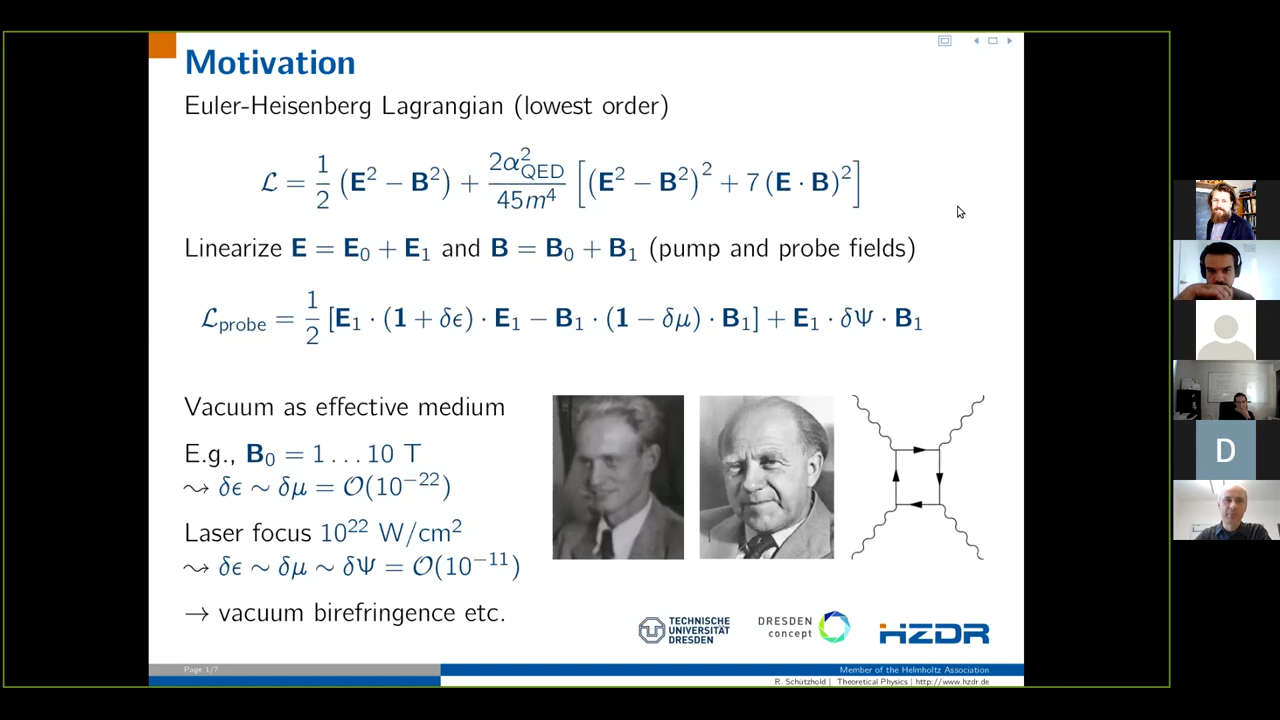 Motivation
Euler-Heisenberg Lagrangian (lowest order)
ℒ = 1/2 (E² − B²) + 2α²_QED/45m⁴ [(E² − B²)² + 7 (E · B)²]
Linearize E = E₀ + E₁ and B = B₀ + B₁ (pump and probe fields)
ℒ_probe = 1/2 [E₁ · (1 + δϵ) · E₁ − B₁ · (1 − δμ) · B₁] + E₁ · δΨ · B₁
Vacuum as effective medium
E.g., B₀ = 1 … 10 T
⇝ δϵ ∼ δμ = 𝒪(10⁻²²)
Laser focus 10²² W/cm²
⇝ δϵ ∼ δμ ∼ δΨ = 𝒪(10⁻¹¹)
→ vacuum birefringence etc.
TECHNISCHE
UNIVERSITÄT
DRESDEN
DRESDEN
concept
HZDR
Page 1/7
Member of the Helmholtz Association
R. Schützhold | Theoretical Physics | http://www.hzdr.de
D